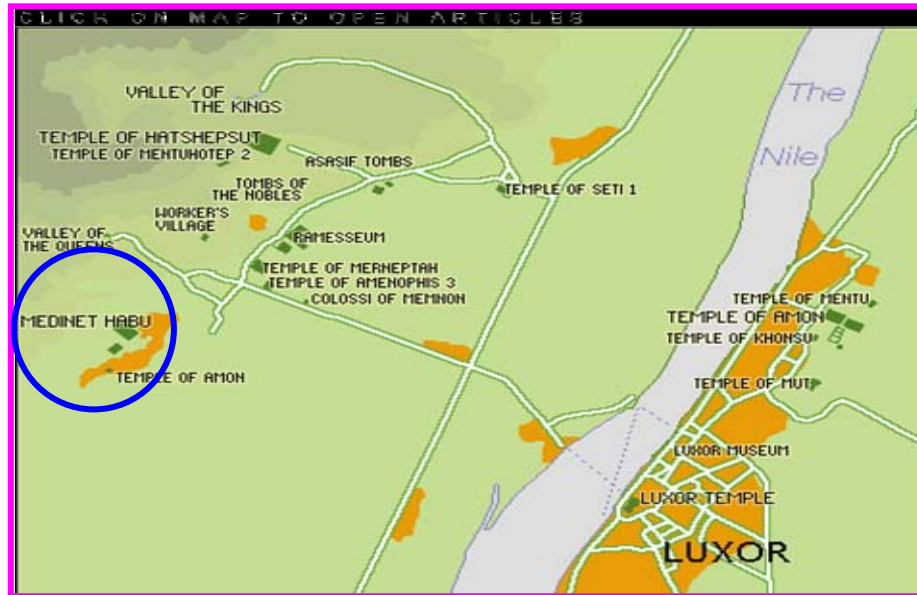 CLICK ON MAP TO OPEN ARTICLES
The
Nile
VALLEY OF
THE KINGS
TEMPLE OF HATSHEPSUT
TEMPLE OF MENTUHOTEP 2
ASASIF TOMBS
TOMBS OF
THE NOBLES
TEMPLE OF SETI 1
WORKER'S
VILLAGE
VALLEY OF
THE QUEENS
RAMESSEUM
TEMPLE OF MERNEPTAH
TEMPLE OF AMENOPHIS 3
COLOSSI OF MEMNON
MEDINET HABU
TEMPLE OF AMON
TEMPLE OF MENTU
TEMPLE OF AMON
TEMPLE OF KHONSU
TEMPLE OF MUT
LUXOR MUSEUM
LUXOR TEMPLE
LUXOR